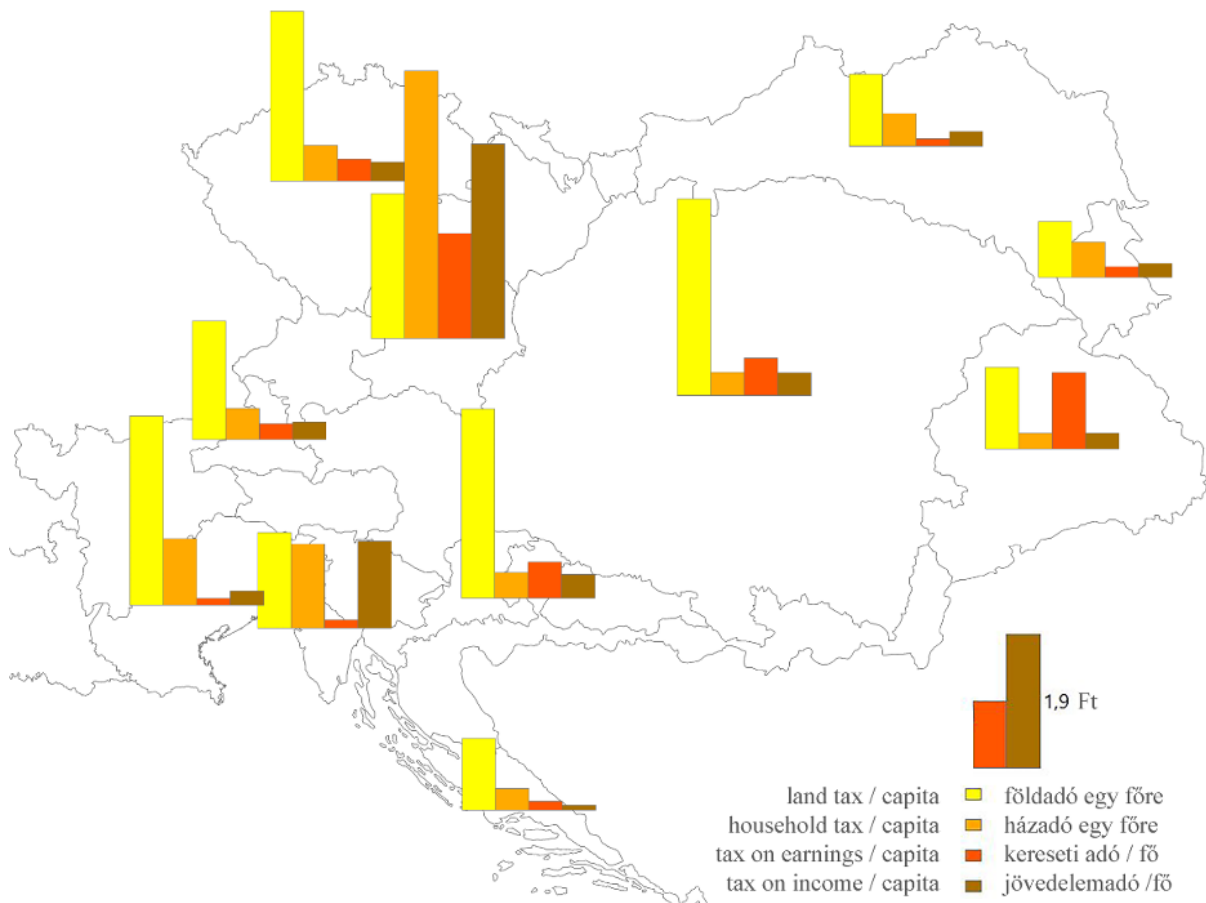 1,9 Ft
land tax / capita földadó egy főre
household tax / capita házadó egy főre
tax on earnings / capita kereseti adó / fő
tax on income / capita jövedelemadó /fő